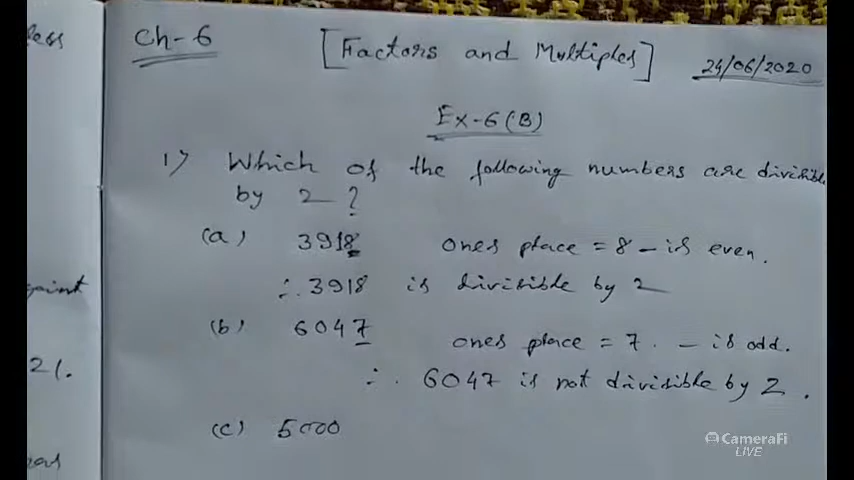 Ch-6 [Factors and Multiples] 24/06/2020
Ex-6(B)
1) Which of the following numbers are divisible
by 2 ?
(a) 3918 ones place = 8 - is even.
∴ 3918 is divisible by 2
(b) 6047 ones place = 7. - is odd.
∴ 6047 is not divisible by 2.
(c) 5000
2).
CameraFi
LIVE